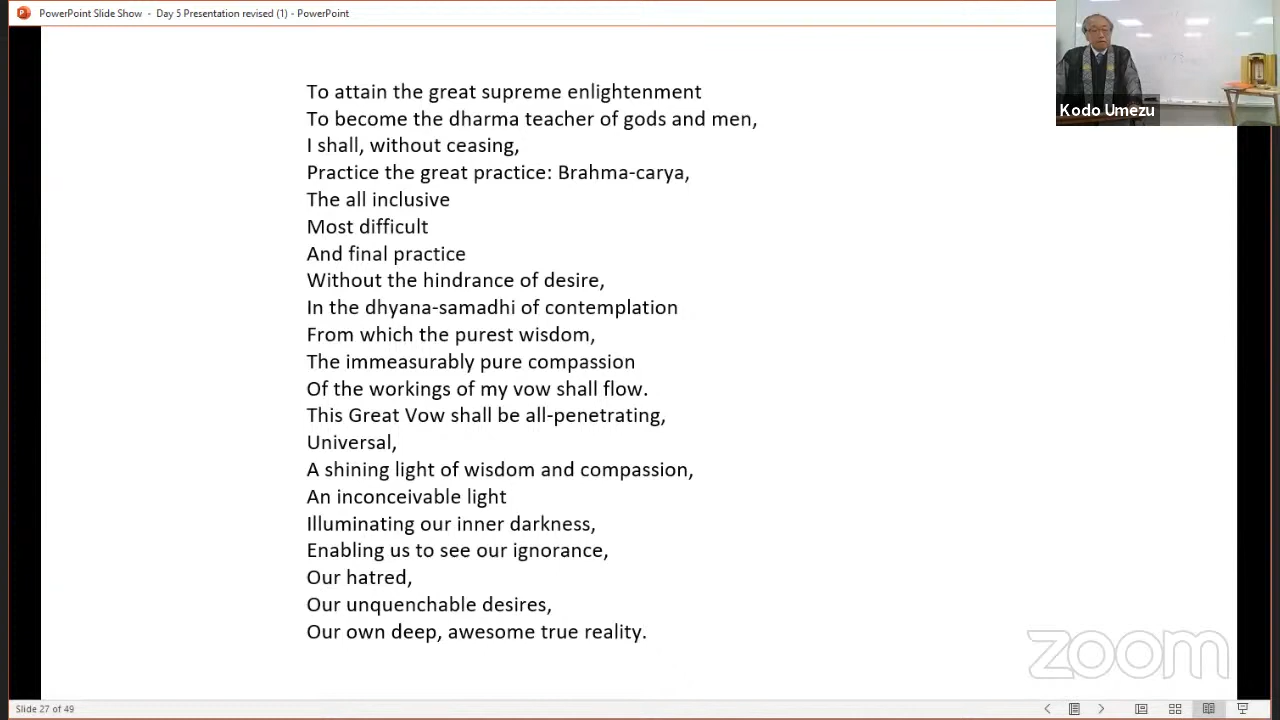 PowerPoint Slide Show - Day 5 Presentation revised (1) - PowerPoint
To attain the great supreme enlightenment
To become the dharma teacher of gods and men,
I shall, without ceasing,
Practice the great practice: Brahma-carya,
The all inclusive
Most difficult
And final practice
Without the hindrance of desire,
In the dhyana-samadhi of contemplation
From which the purest wisdom,
The immeasurably pure compassion
Of the workings of my vow shall flow.
This Great Vow shall be all-penetrating,
Universal,
A shining light of wisdom and compassion,
An inconceivable light
Illuminating our inner darkness,
Enabling us to see our ignorance,
Our hatred,
Our unquenchable desires,
Our own deep, awesome true reality.
Kodo Umezu
zoom
Slide 27 of 49